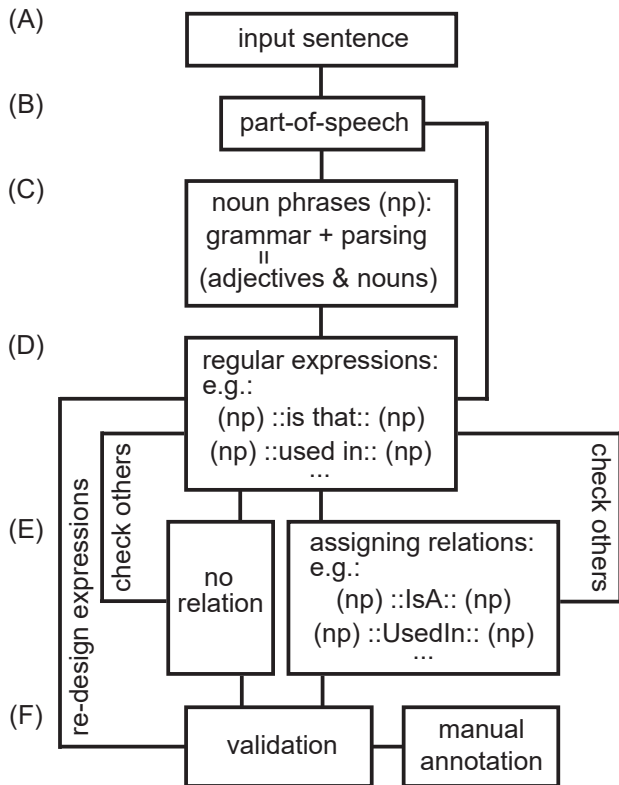 (A)
input sentence
(B)
part-of-speech
(C)
noun phrases (np):
grammar + parsing
=
(adjectives & nouns)
(D)
regular expressions:
e.g.:
(np) ::is that:: (np)
(np) ::used in:: (np)
...
re-design expressions
check others
check others
(E)
no
relation
assigning relations:
e.g.:
(np) ::IsA:: (np)
(np) ::UsedIn:: (np)
...
(F)
validation
manual
annotation